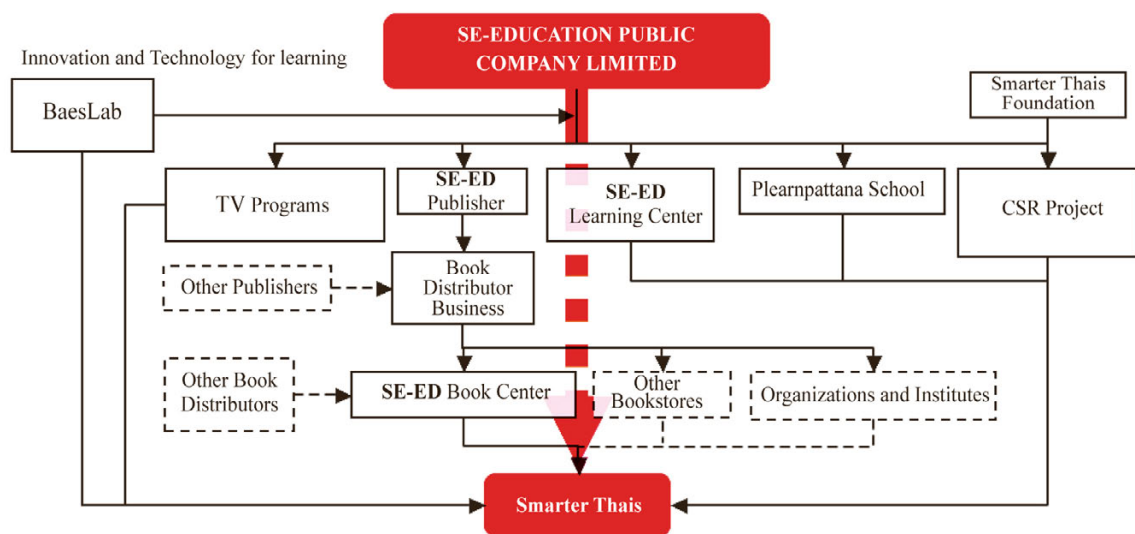 SE-EDUCATION PUBLIC
COMPANY LIMITED
Innovation and Technology for learning
BaesLab
Smarter Thais
Foundation
TV Programs
SE-ED
Publisher
SE-ED
Learning Center
Plearnpattana School
CSR Project
Other Publishers
Book
Distributor
Business
Other Book
Distributors
SE-ED Book Center
Other
Bookstores
Organizations and Institutes
Smarter Thais